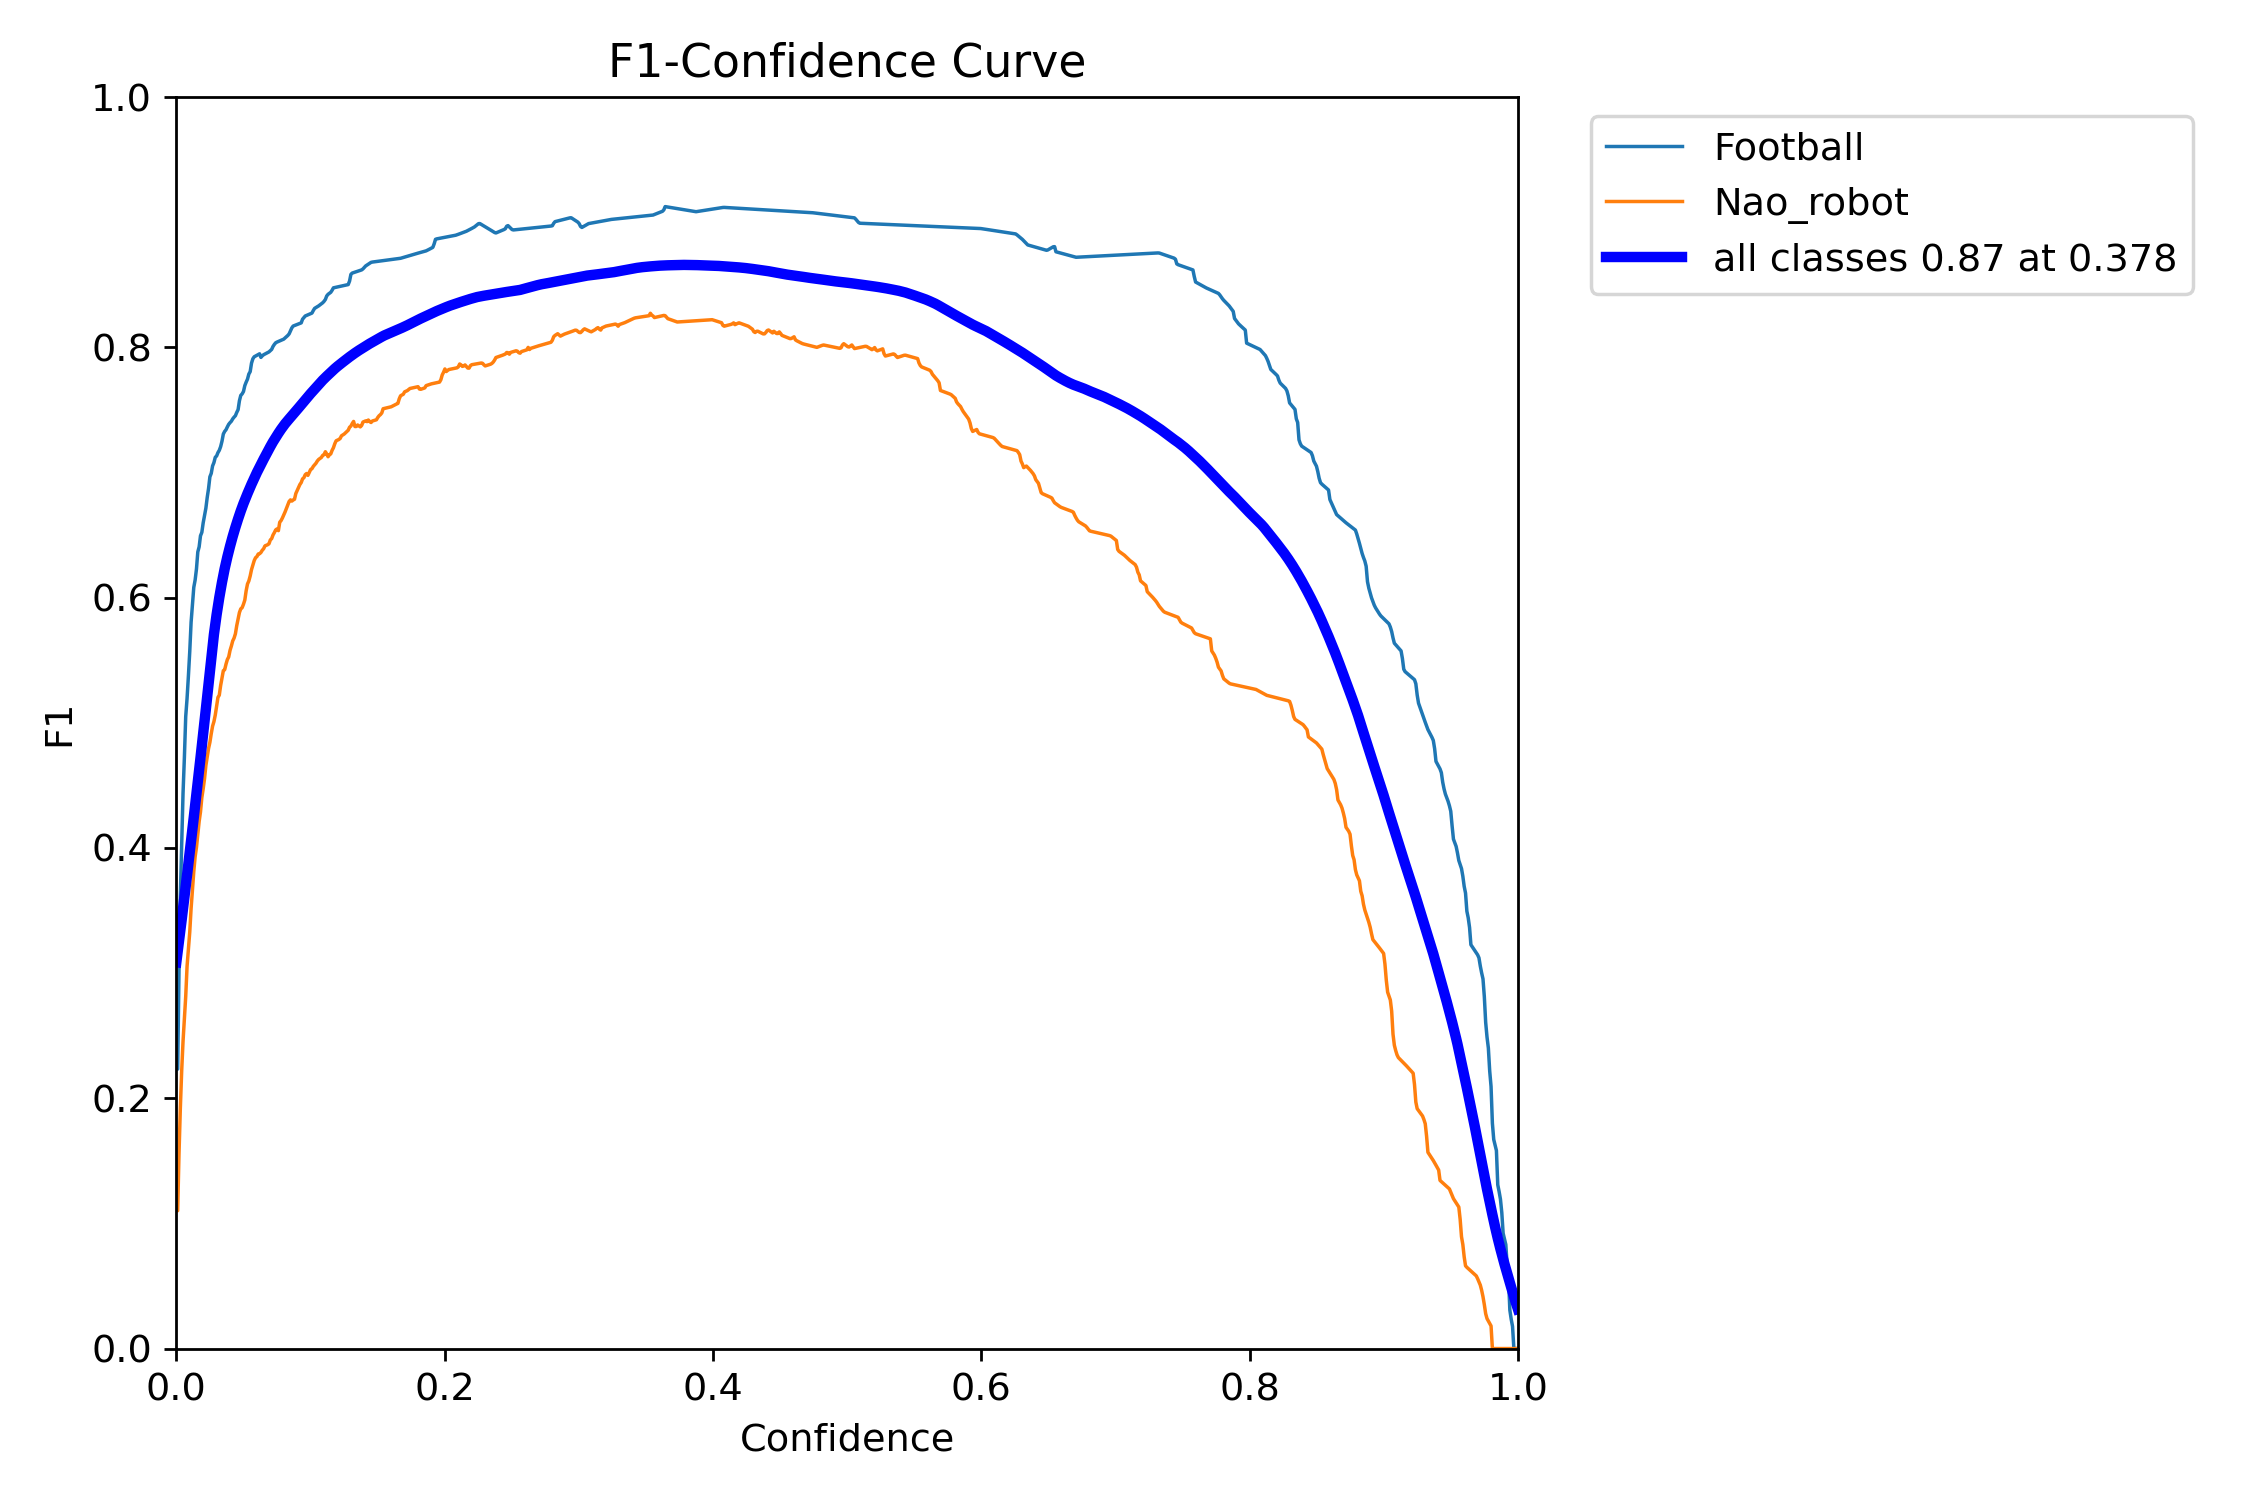 F1-Confidence Curve
1.0
0.8
0.6
0.4
0.2
0.0
F1
0.0 0.2 0.4 0.6 0.8 1.0
Confidence
Football
Nao_robot
all classes 0.87 at 0.378